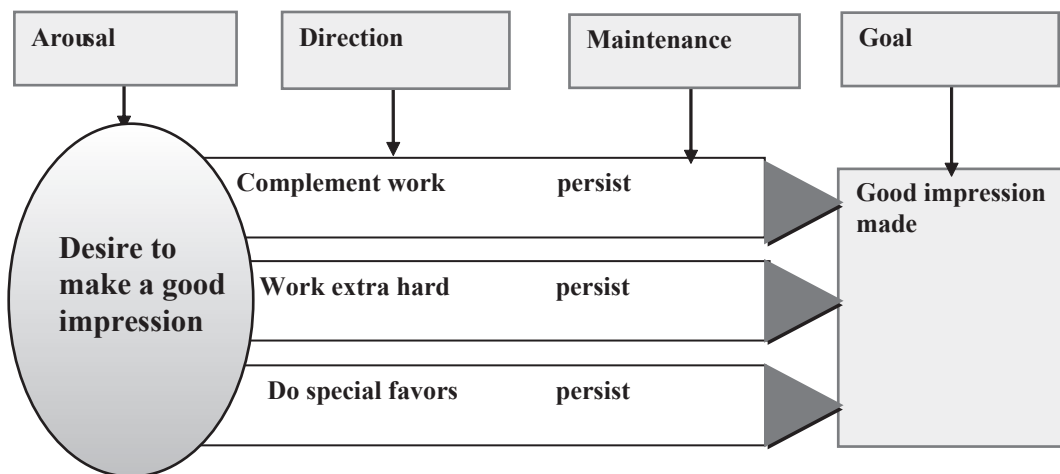 Arousal
Direction
Maintenance
Goal
Complement work persist
Good impression
made
Desire to
make a good
impression
Work extra hard persist
Do special favors persist